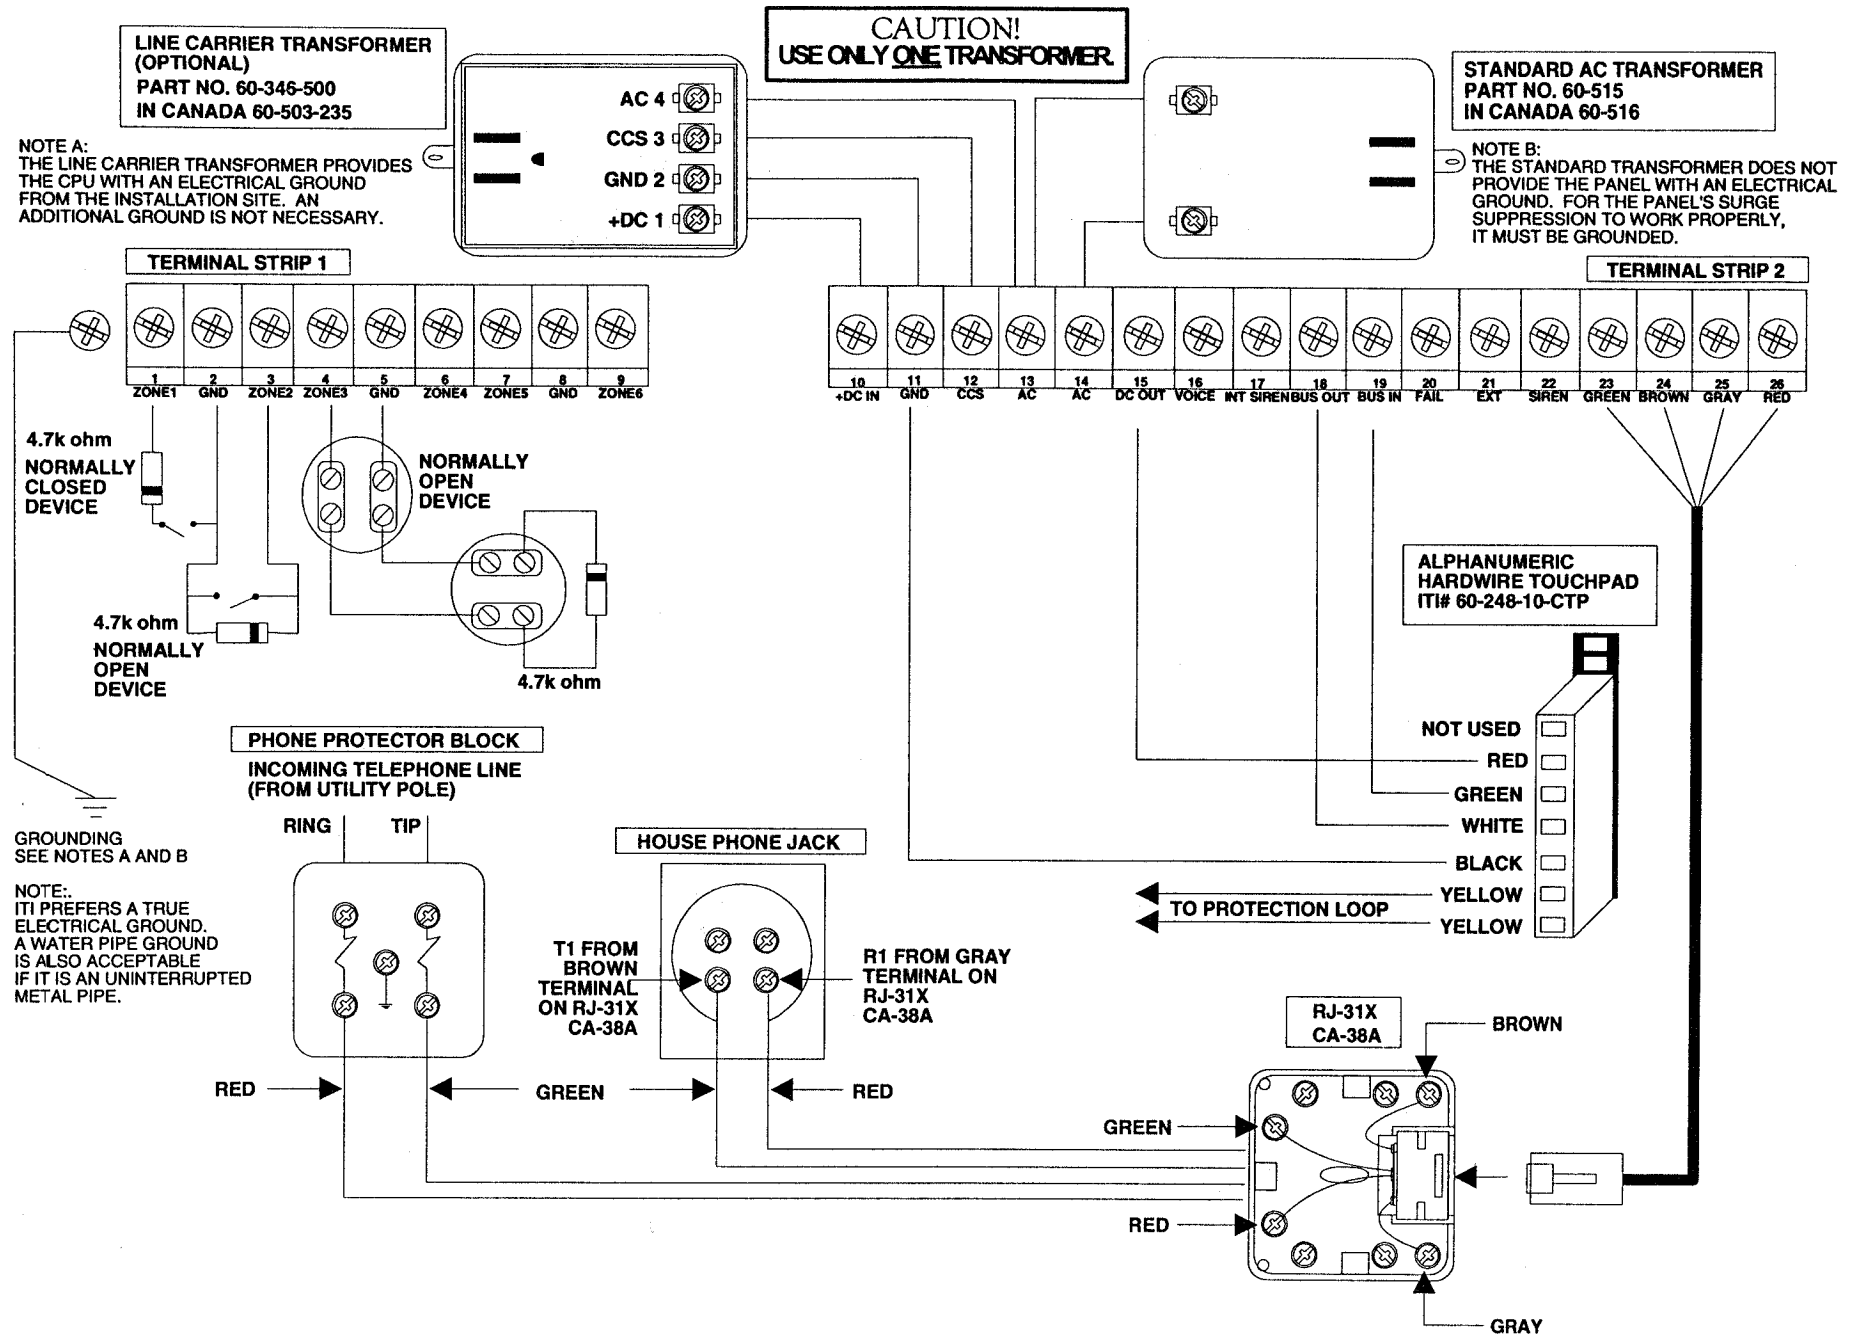 CAUTION!
USE ONLY ONE TRANSFORMER.
LINE CARRIER TRANSFORMER
(OPTIONAL)
PART NO. 60-346-500
IN CANADA 60-503-235
NOTE A:
THE LINE CARRIER TRANSFORMER PROVIDES
THE CPU WITH AN ELECTRICAL GROUND
FROM THE INSTALLATION SITE. AN
ADDITIONAL GROUND IS NOT NECESSARY.
AC 4
CCS 3
GND 2
+DC 1
STANDARD AC TRANSFORMER
PART NO. 60-515
IN CANADA 60-516
NOTE B:
THE STANDARD TRANSFORMER DOES NOT
PROVIDE THE PANEL WITH AN ELECTRICAL
GROUND. FOR THE PANEL'S SURGE
SUPPRESSION TO WORK PROPERLY,
IT MUST BE GROUNDED.
TERMINAL STRIP 1
1 2 3 4 5 6 7 8 9
ZONE1 GND ZONE2 ZONE3 GND ZONE4 ZONE5 GND ZONE6
TERMINAL STRIP 2
10 11 12 13 14 15 16 17 18 19 20 21 22 23 24 25 26
+DC IN GND CCS AC AC DC OUT VOICE INT SIREN BUS OUT BUS IN FAIL EXT SIREN GREEN BROWN GRAY RED
4.7k ohm
NORMALLY
CLOSED
DEVICE
NORMALLY
OPEN
DEVICE
4.7k ohm
NORMALLY
OPEN
DEVICE
4.7k ohm
ALPHANUMERIC
HARDWIRE TOUCHPAD
ITI# 60-248-10-CTP
NOT USED
RED
GREEN
WHITE
BLACK
YELLOW
TO PROTECTION LOOP
YELLOW
PHONE PROTECTOR BLOCK
INCOMING TELEPHONE LINE
(FROM UTILITY POLE)
RING TIP
GROUNDING
SEE NOTES A AND B
NOTE:.
ITI PREFERS A TRUE
ELECTRICAL GROUND.
A WATER PIPE GROUND
IS ALSO ACCEPTABLE
IF IT IS AN UNINTERRUPTED
METAL PIPE.
HOUSE PHONE JACK
T1 FROM
BROWN
TERMINAL
ON RJ-31X
CA-38A
R1 FROM GRAY
TERMINAL ON
RJ-31X
CA-38A
RED GREEN RED
RJ-31X
CA-38A
BROWN
GREEN
RED
GRAY